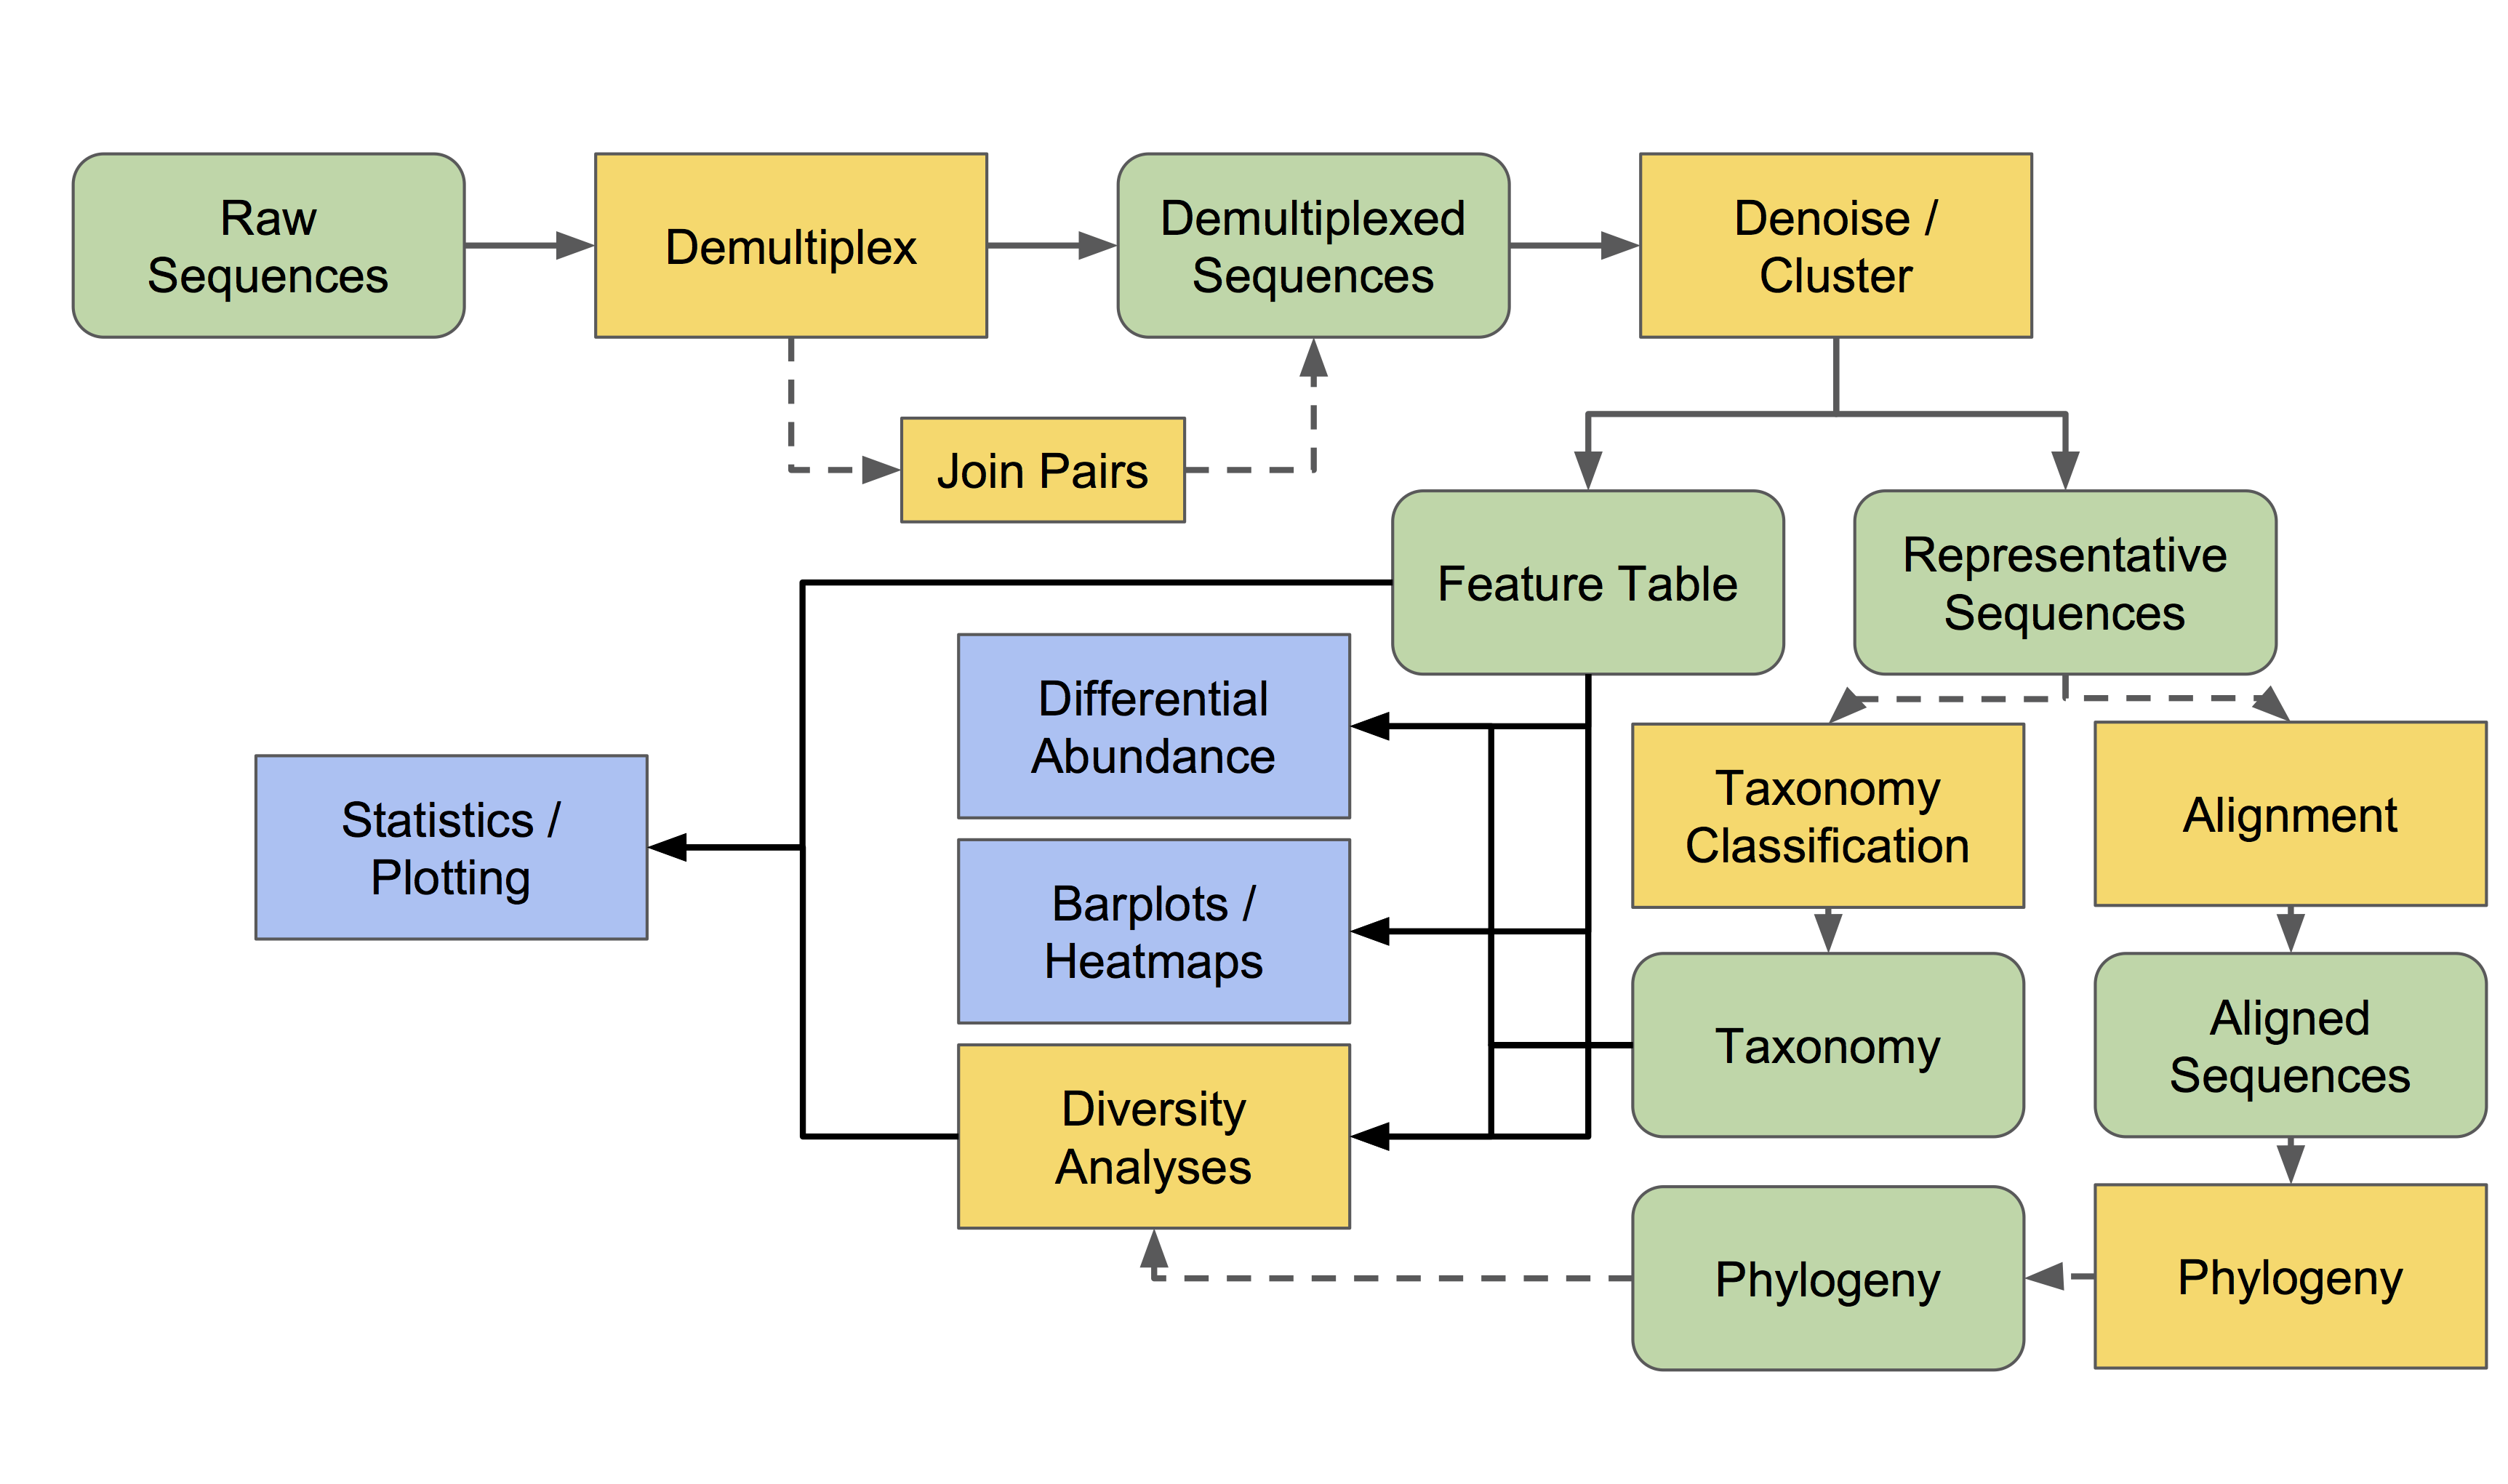 Raw
Sequences
Demultiplex
Demultiplexed
Sequences
Denoise /
Cluster
Join Pairs
Feature Table
Representative
Sequences
Differential
Abundance
Statistics /
Plotting
Barplots /
Heatmaps
Diversity
Analyses
Taxonomy
Classification
Alignment
Taxonomy
Aligned
Sequences
Phylogeny
Phylogeny